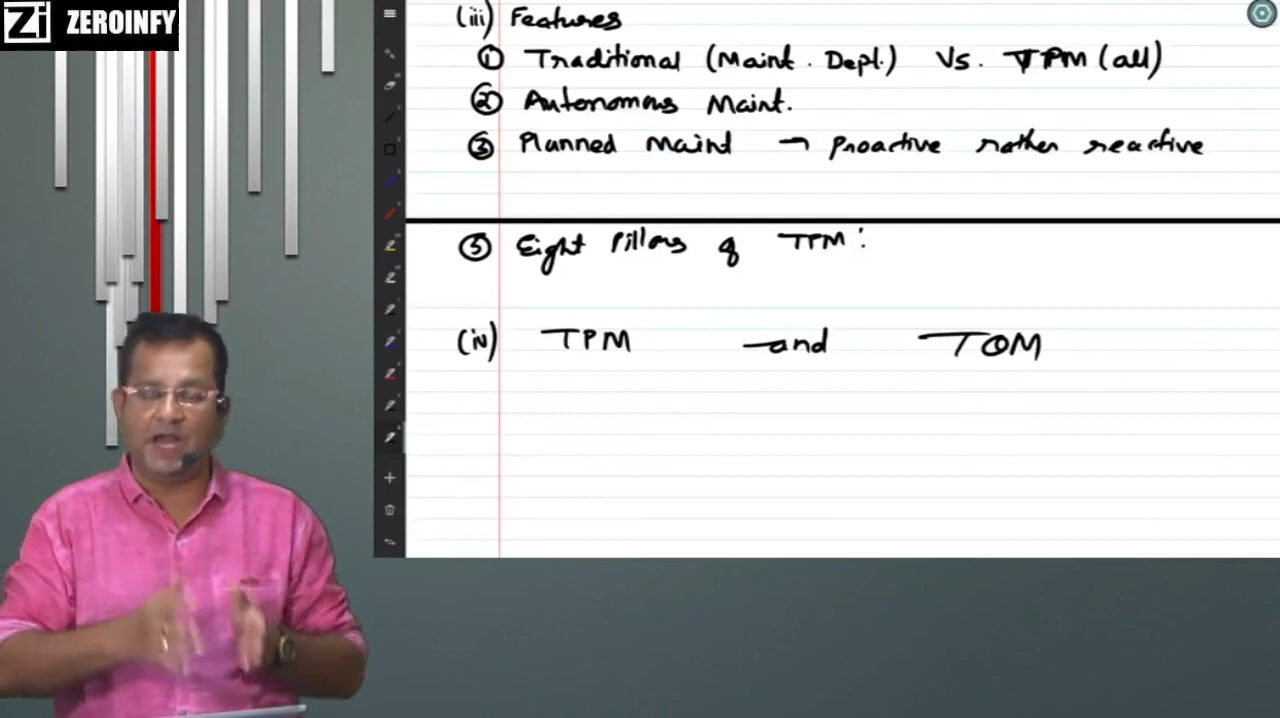 Zi ZEROINFY
(iii) Features
① Traditional (Maint. Dept.) Vs. TPM (all)
② Autonomous Maint.
③ Planned Maint → Proactive rather reactive
⑤ Eight Pillars of TPM:
(iv) TPM and TQM